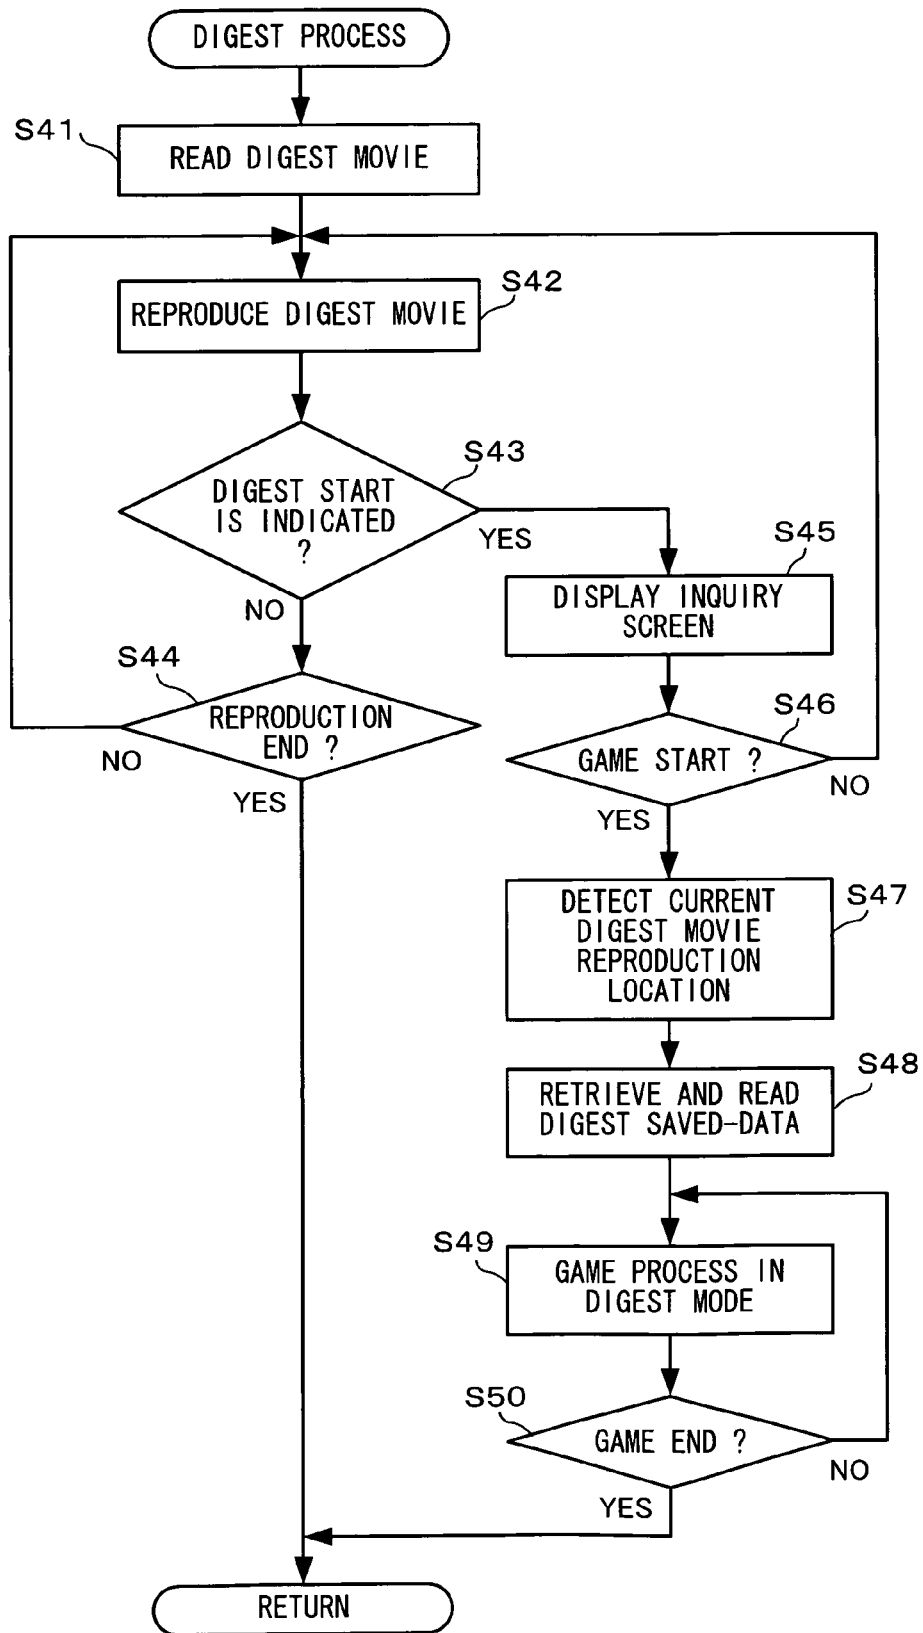 DIGEST PROCESS
S41
READ DIGEST MOVIE
S42
REPRODUCE DIGEST MOVIE
S43
DIGEST START
IS INDICATED
?
YES
NO
S45
DISPLAY INQUIRY
SCREEN
S44
REPRODUCTION
END ?
NO
YES
S46
GAME START ?
NO
YES
S47
DETECT CURRENT
DIGEST MOVIE
REPRODUCTION
LOCATION
S48
RETRIEVE AND READ
DIGEST SAVED-DATA
S49
GAME PROCESS IN
DIGEST MODE
S50
GAME END ?
NO
YES
RETURN